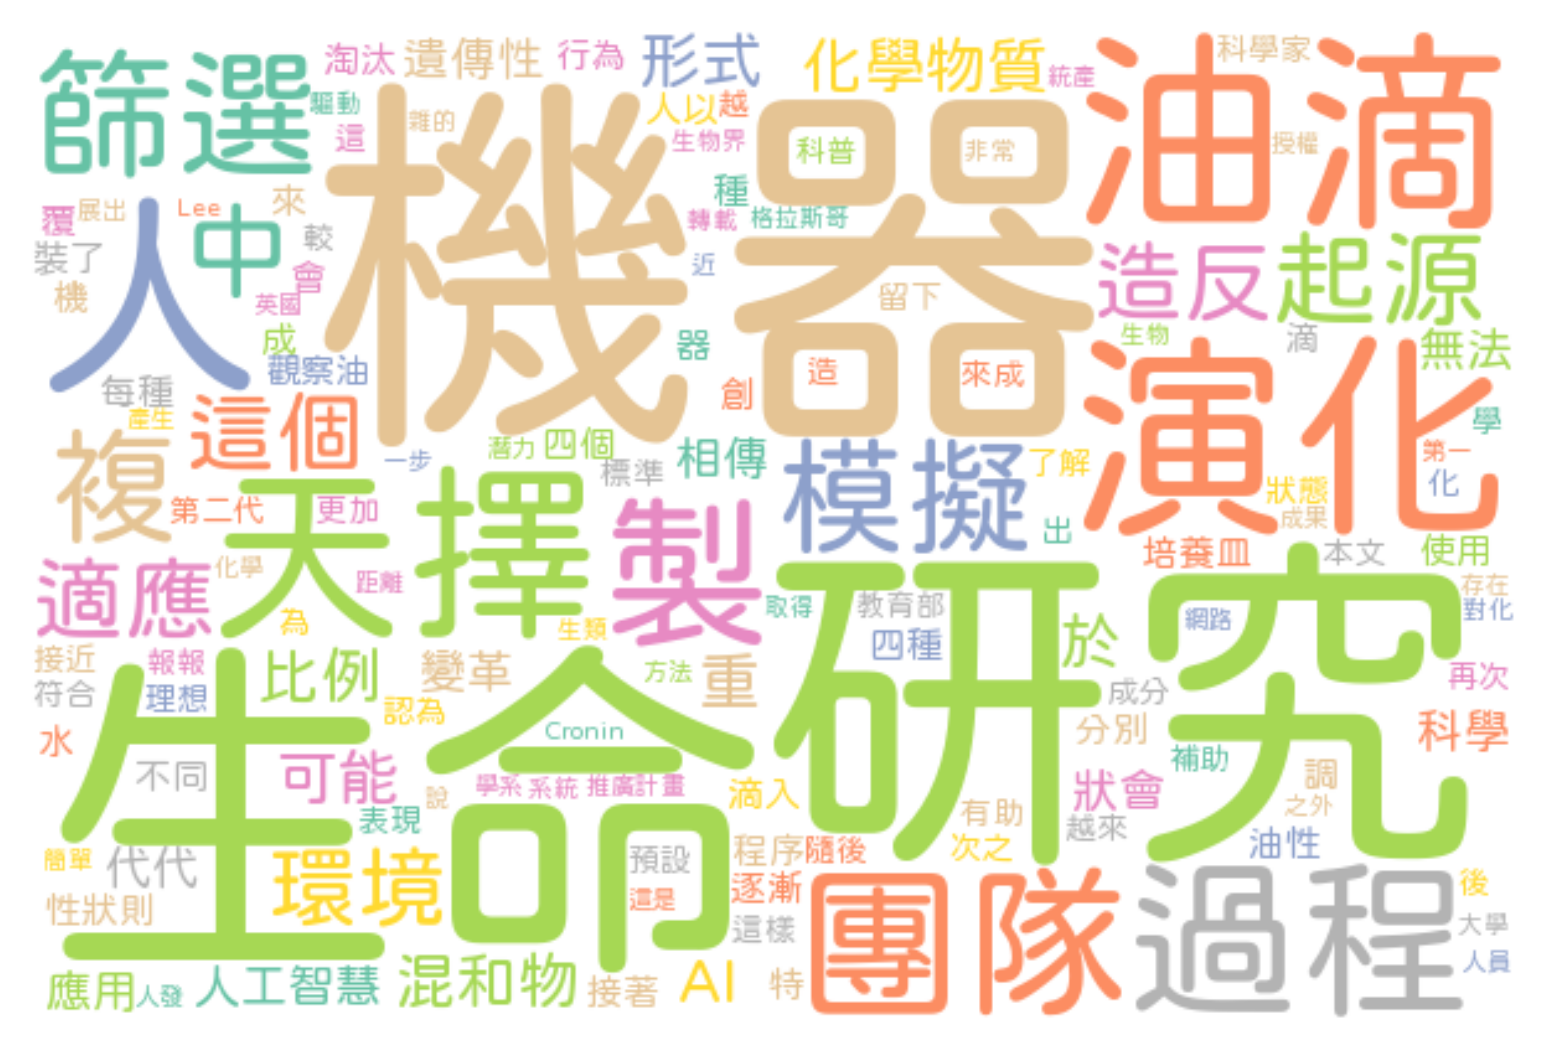 篩選
淘汰
遺傳性
行為
形式
化學物質
統產
油滴
科學家
驅動
這
雜的
人以
越
生物界
科普
非常
授權
機器
覆
展出
Lee
中
來
較
種
轉載
格拉斯哥
裝了
人
會
近
造反
起源
機
英國
留下
成
器
生物
滴
無法
觀察油
每種
創
造
來成
演化
產生
這個
學
複
一步
潛力
四個
標準
相傳
模擬
了解
第一
化
狀態
成果
第二代
天擇
更加
製
出
培養皿
本文
使用
適應
化學
距離
為
生類
取得
教育部
研究
存在
對化
網路
四種
於
接近
報報
比例
變革
方法
重
成分
再次
符合
理想
認為
水
Cronin
分別
科學
生命
不同
可能
學系
系統
推廣計畫
滴入
狀會
補助
調
說
有助
之外
表現
越來
油性
簡單
代代
環境
預設
程序
隨後
次之
這是
逐漸
團隊
過程
後
性狀則
這樣
大學
應用
人發
人工智慧
混和物
接著
AI
特
人員